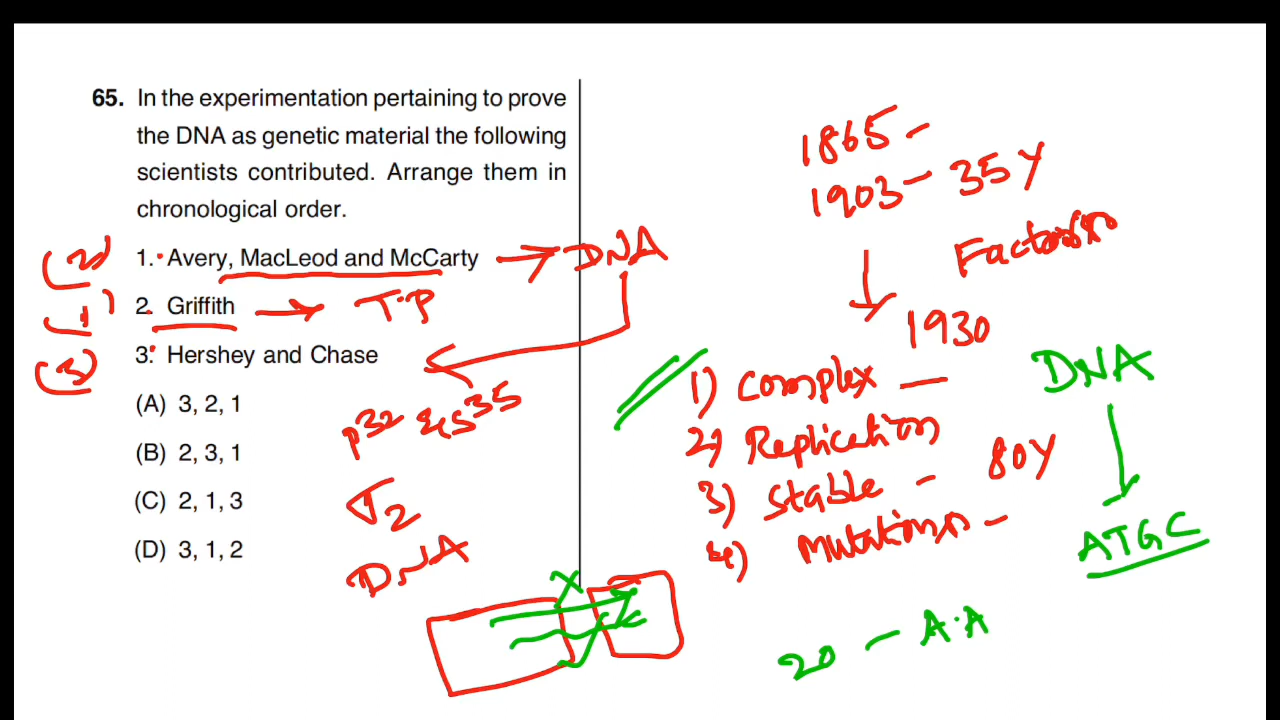 65. In the experimentation pertaining to prove
the DNA as genetic material the following
scientists contributed. Arrange them in
chronological order.
(2) 1. Avery, MacLeod and McCarty → DNA
(1) 2. Griffith → T.P
(3) 3. Hershey and Chase
P32 & S35
(A) 3, 2, 1
(B) 2, 3, 1
(C) 2, 1, 3
(D) 3, 1, 2
T2
DNA
1865 -
1903 - 35Y
Factors
1930
1) Complex —
2) Replication
3) Stable - 80Y
4) Mutations -
DNA
ATGC
20 - A.A